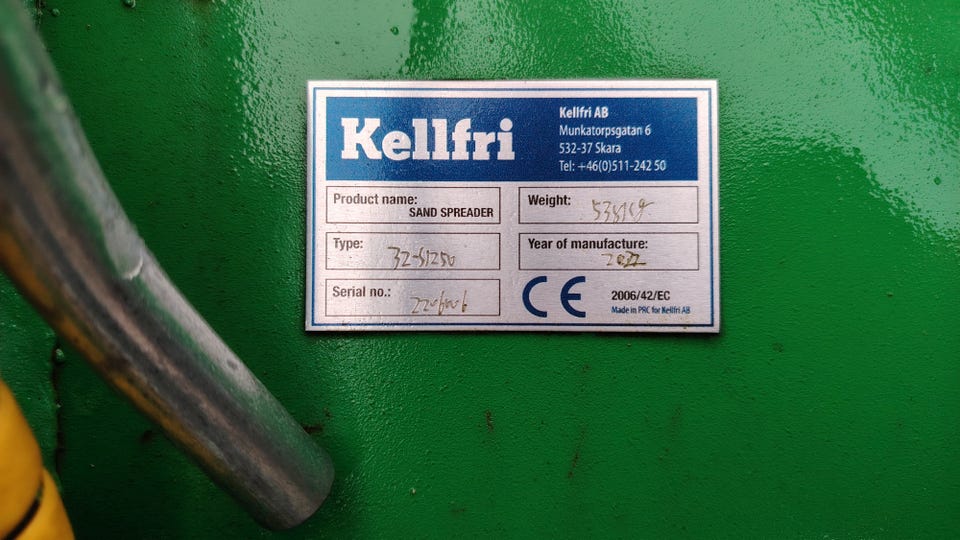 Kellfri
Kellfri AB
Munkatorpsgatan 6
532-37 Skara
Tel: +46(0)511-242 50
Product name:
SAND SPREADER
Weight:
Type:
32-S1250
Year of manufacture:
2022
Serial no.:
CE
2006/42/EC
Made in PRC for Kellfri AB